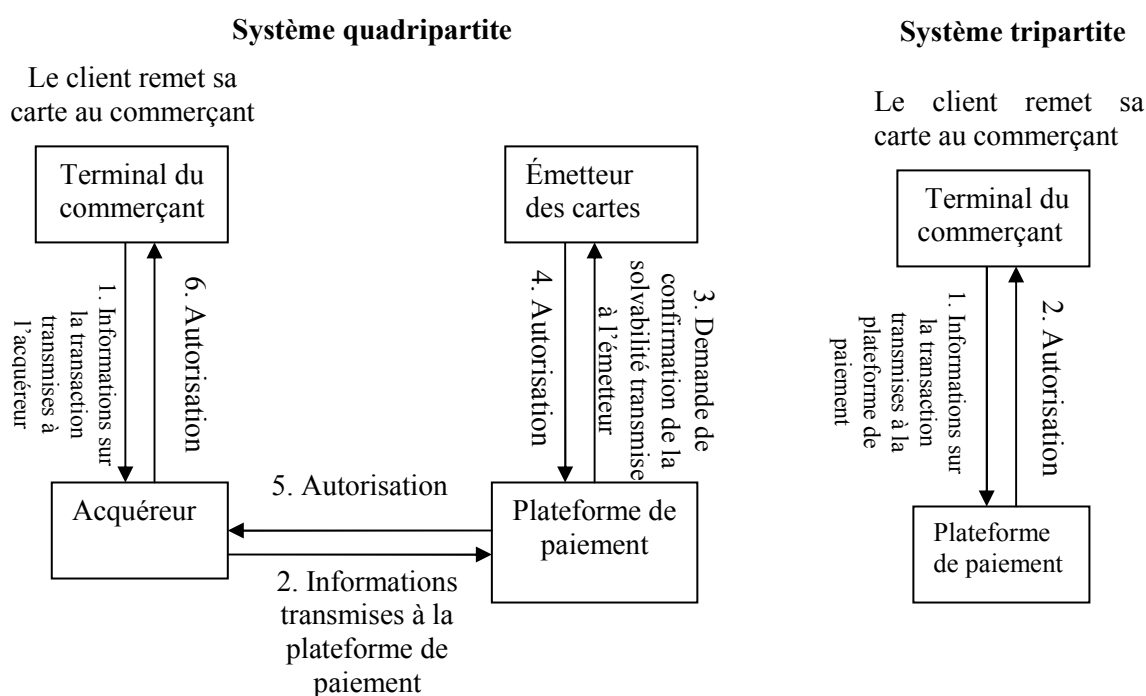 Système quadripartite
Le client remet sa
carte au commerçant
Terminal du
commerçant
Émetteur
des cartes
1. Informations sur
la transaction
transmises à
l'acquéreur
6. Autorisation
4. Autorisation
3. Demande de
confirmation de la
solvabilité transmise
à l'émetteur
Acquéreur
5. Autorisation
Plateforme de
paiement
2. Informations
transmises à la
plateforme de
paiement
Système tripartite
Le client remet sa
carte au commerçant
Terminal du
commerçant
1. Informations sur
la transaction
transmises à la
plateforme de
paiement
2. Autorisation
Plateforme
de paiement